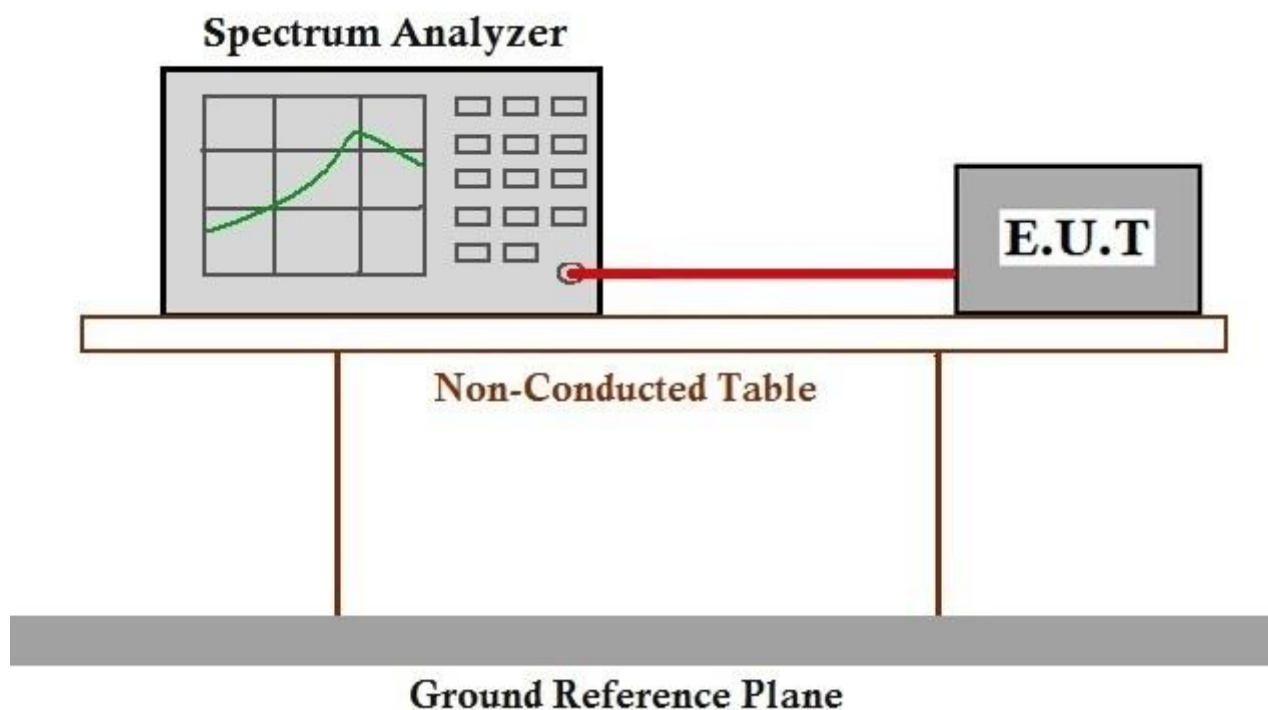 Spectrum Analyzer
E.U.T
Non-Conducted Table
Ground Reference Plane